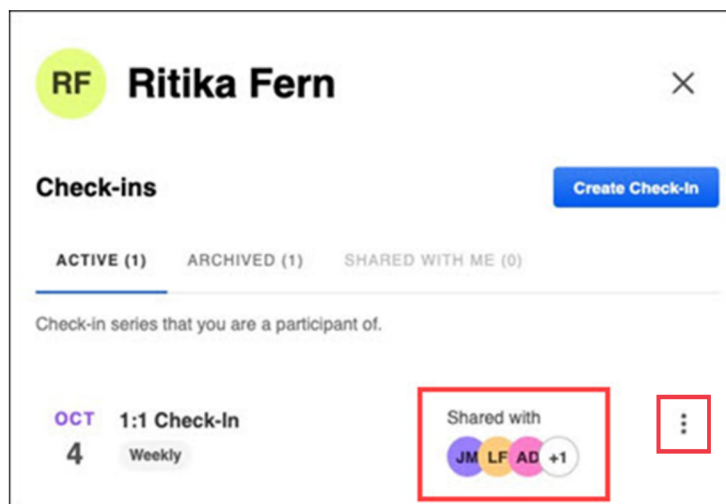 RF Ritika Fern
Check-ins
Create Check-In
ACTIVE (1) ARCHIVED (1) SHARED WITH ME (0)
Check-in series that you are a participant of.
OCT 1:1 Check-In Shared with
4 Weekly JM LF AD +1